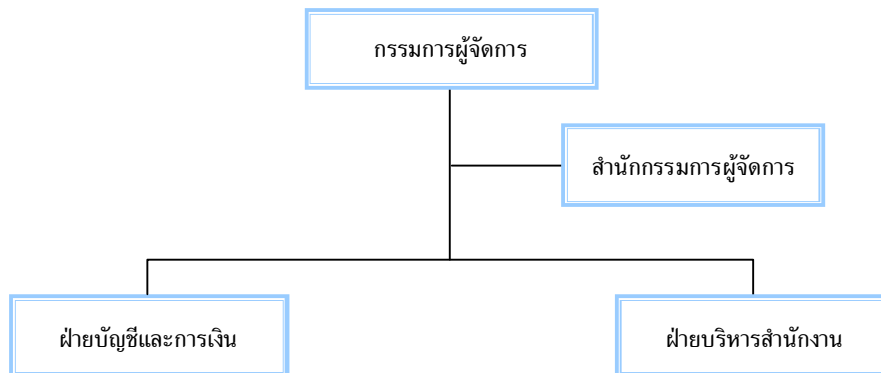 กรรมการผู้จัดการ
สำนักกรรมการผู้จัดการ
ฝ่ายบัญชีและการเงิน
ฝ่ายบริหารสำนักงาน